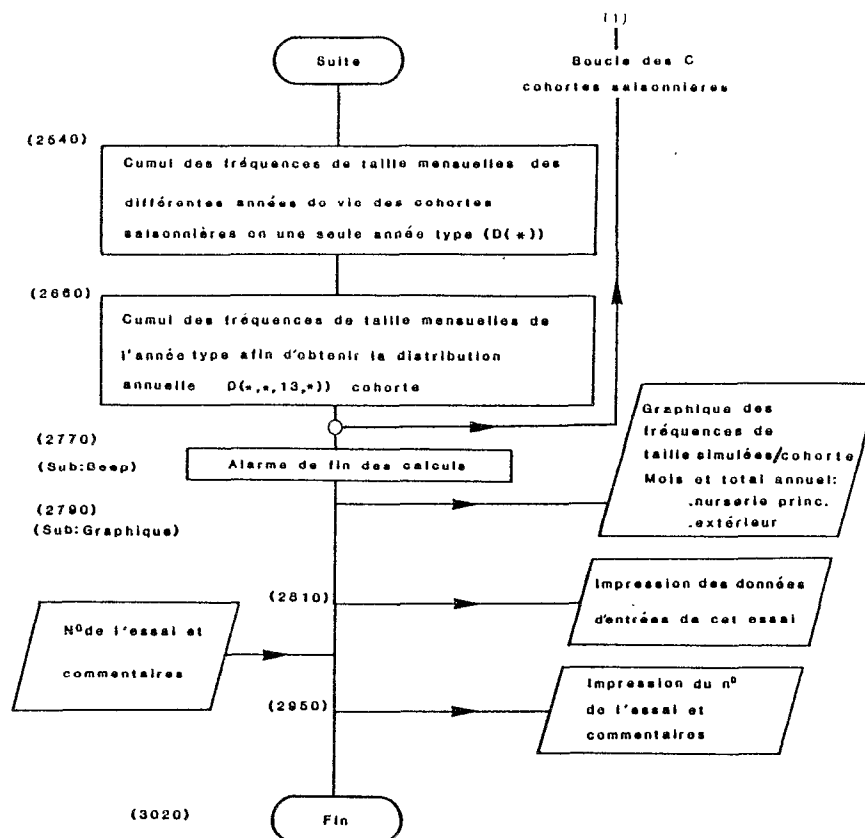 (1)
Suite
Boucle des C
cohortes saisonnières
(2540)
Cumul des fréquences de taille mensuelles des
différentes années de vie des cohortes
saisonnières en une seule année type (D(*))
(2660)
Cumul des fréquences de taille mensuelles de
l'année type afin d'obtenir la distribution
annuelle D(*,*,13,*)) cohorte
Graphique des
fréquences de
taille simulées/cohorte
Mois et total annuel:
.nurserie princ.
.extérieur
(2770)
(Sub:Beep)
Alarme de fin des calculs
(2790)
(Sub:Graphique)
(2810)
Impression des données
d'entrées de cet essai
N° de l'essai et
commentaires
(2950)
Impression du n°
de l'essai et
commentaires
(3020)
Fin